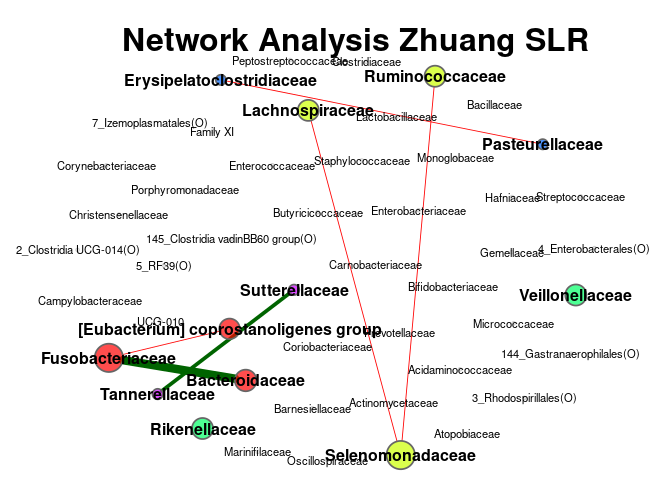 Network Analysis Zhuang SLR
Peptostreptococcaceae
Clostridiaceae
Erysipelatoclostridiaceae
Ruminococcaceae
Lachnospiraceae
Bacillaceae
Lactobacillaceae
7_Izemoplasmatales(O)
Family XI
Pasteurellaceae
Corynebacteriaceae
Enterococcaceae
Staphylococcaceae
Monoglobaceae
Porphyromonadaceae
Hafniaceae
Streptococcaceae
Christensenellaceae
Butyricicoccaceae
Enterobacteriaceae
2_Clostridia UCG-014(O)
145_Clostridia vadinBB60 group(O)
Gemellaceae
4_Enterobacterales(O)
5_RF39(O)
Carnobacteriaceae
Sutterellaceae
Bifidobacteriaceae
Veillonellaceae
Campylobacteraceae
UCG-010
[Eubacterium] coprostanoligenes group
Prevotellaceae
Micrococcaceae
Coriobacteriaceae
Fusobacteriaceae
144_Gastranaerophilales(O)
Acidaminococcaceae
Bacteroidaceae
Tannerellaceae
3_Rhodospirillales(O)
Barnesiellaceae
Actinomycetaceae
Rikenellaceae
Atopobiaceae
Marinifilaceae
Oscillospiraceae
Selenomonadaceae